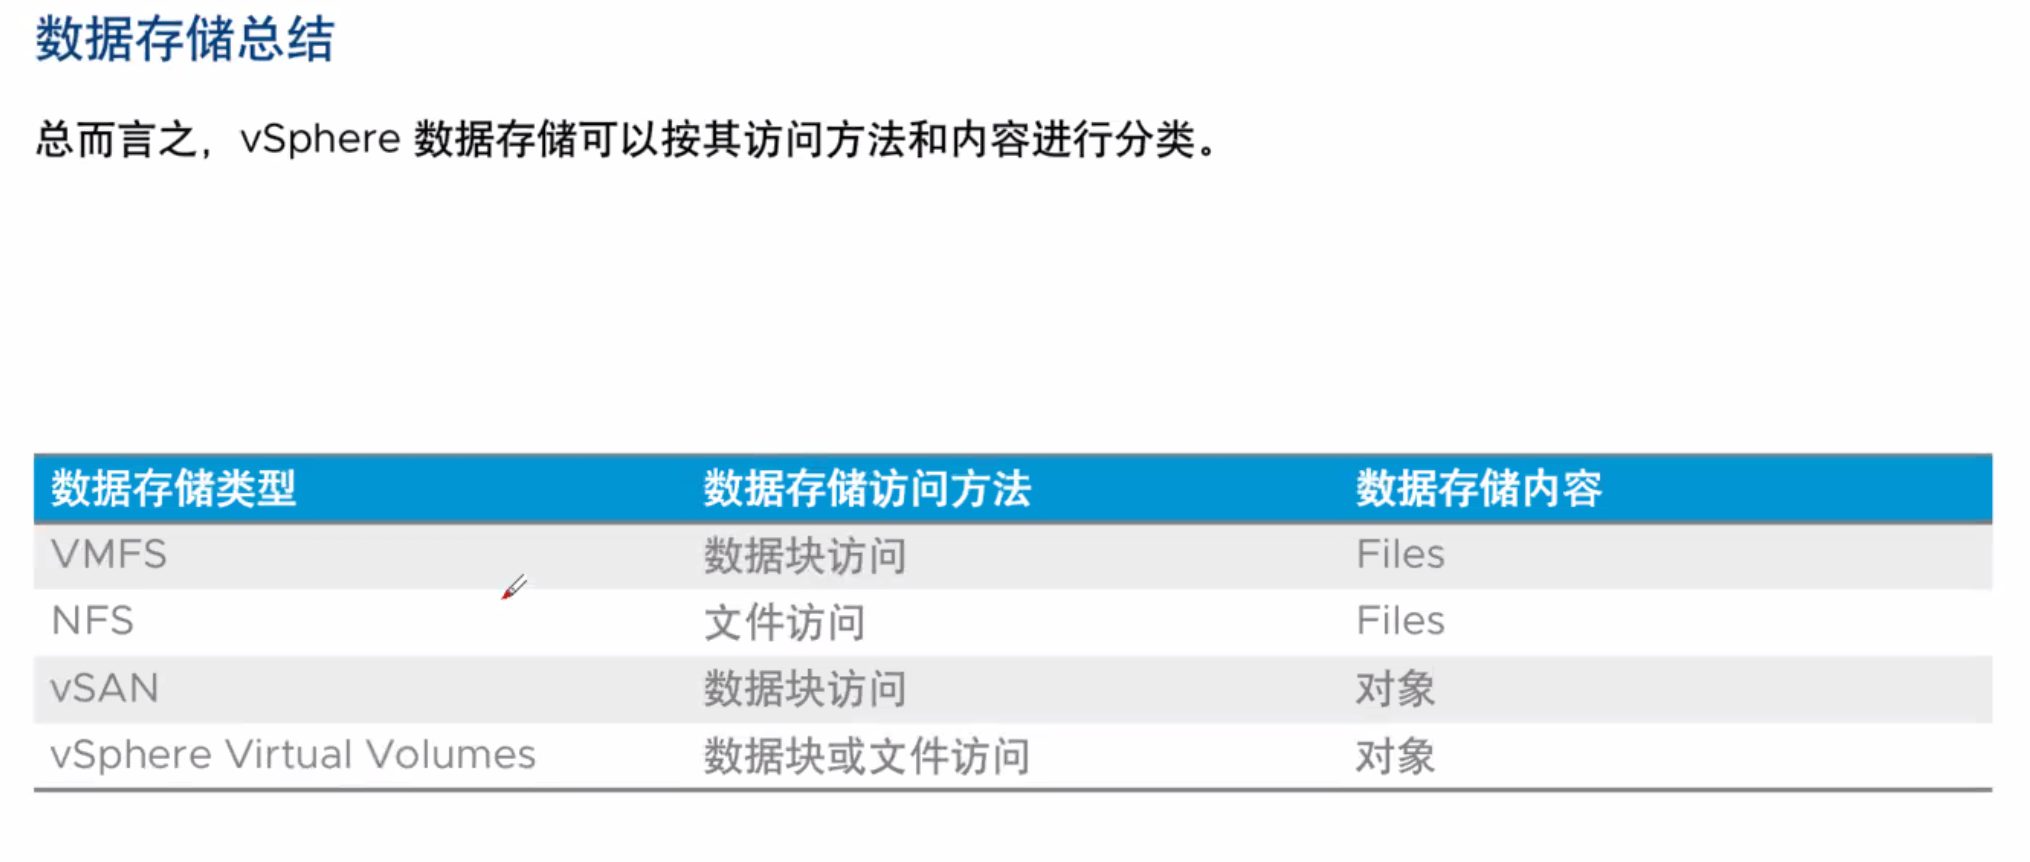 数据存储总结
总而言之，vSphere 数据存储可以按其访问方法和内容进行分类。
数据存储类型 数据存储访问方法 数据存储内容
VMFS 数据块访问 Files
NFS 文件访问 Files
vSAN 数据块访问 对象
vSphere Virtual Volumes 数据块或文件访问 对象